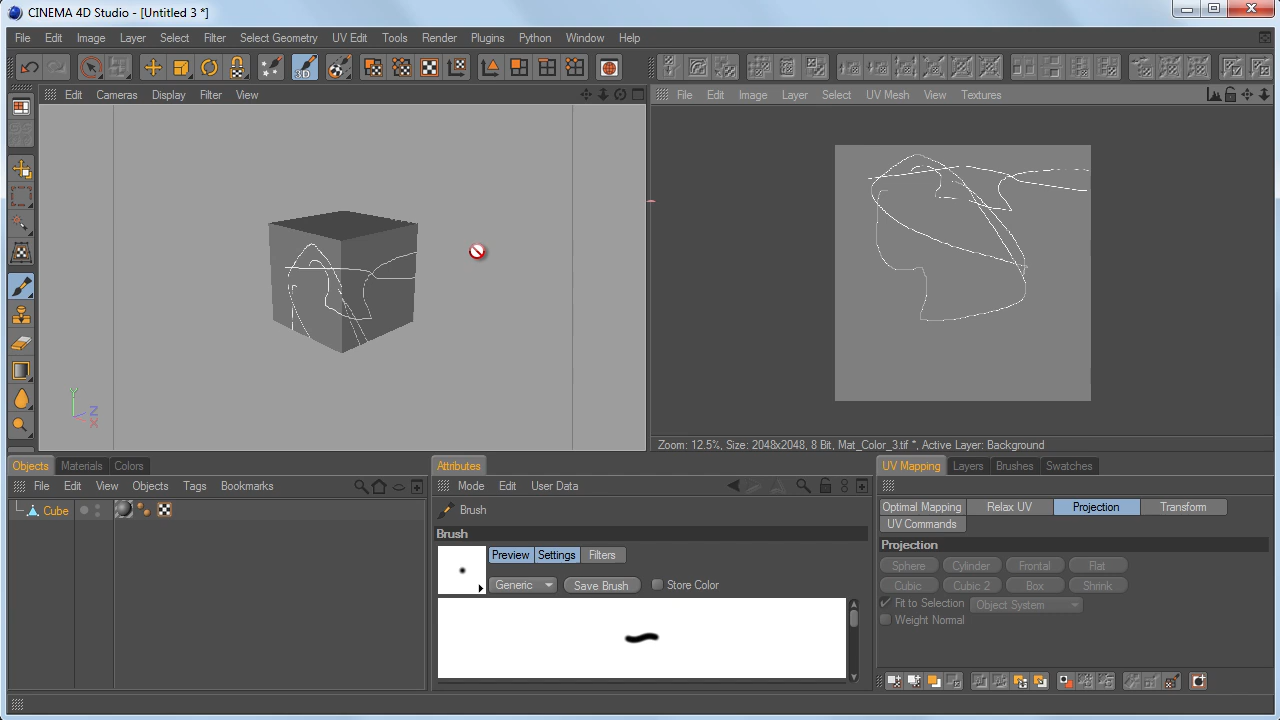 CINEMA 4D Studio - [Untitled 3 *]
File Edit Image Layer Select Filter Select Geometry UV Edit Tools Render Plugins Python Window Help
3D
Edit Cameras Display Filter View
File Edit Image Layer Select UV Mesh View Textures
Y
Z
X
Zoom: 12.5%, Size: 2048x2048, 8 Bit, Mat_Color_3.tif *, Active Layer: Background
Objects Materials Colors
File Edit View Objects Tags Bookmarks
Cube
Attributes
Mode Edit User Data
Brush
Brush
Preview Settings Filters
Generic Save Brush Store Color
UV Mapping Layers Brushes Swatches
Optimal Mapping Relax UV Projection Transform
UV Commands
Projection
Sphere Cylinder Frontal Flat
Cubic Cubic 2 Box Shrink
Fit to Selection Object System
Weight Normal